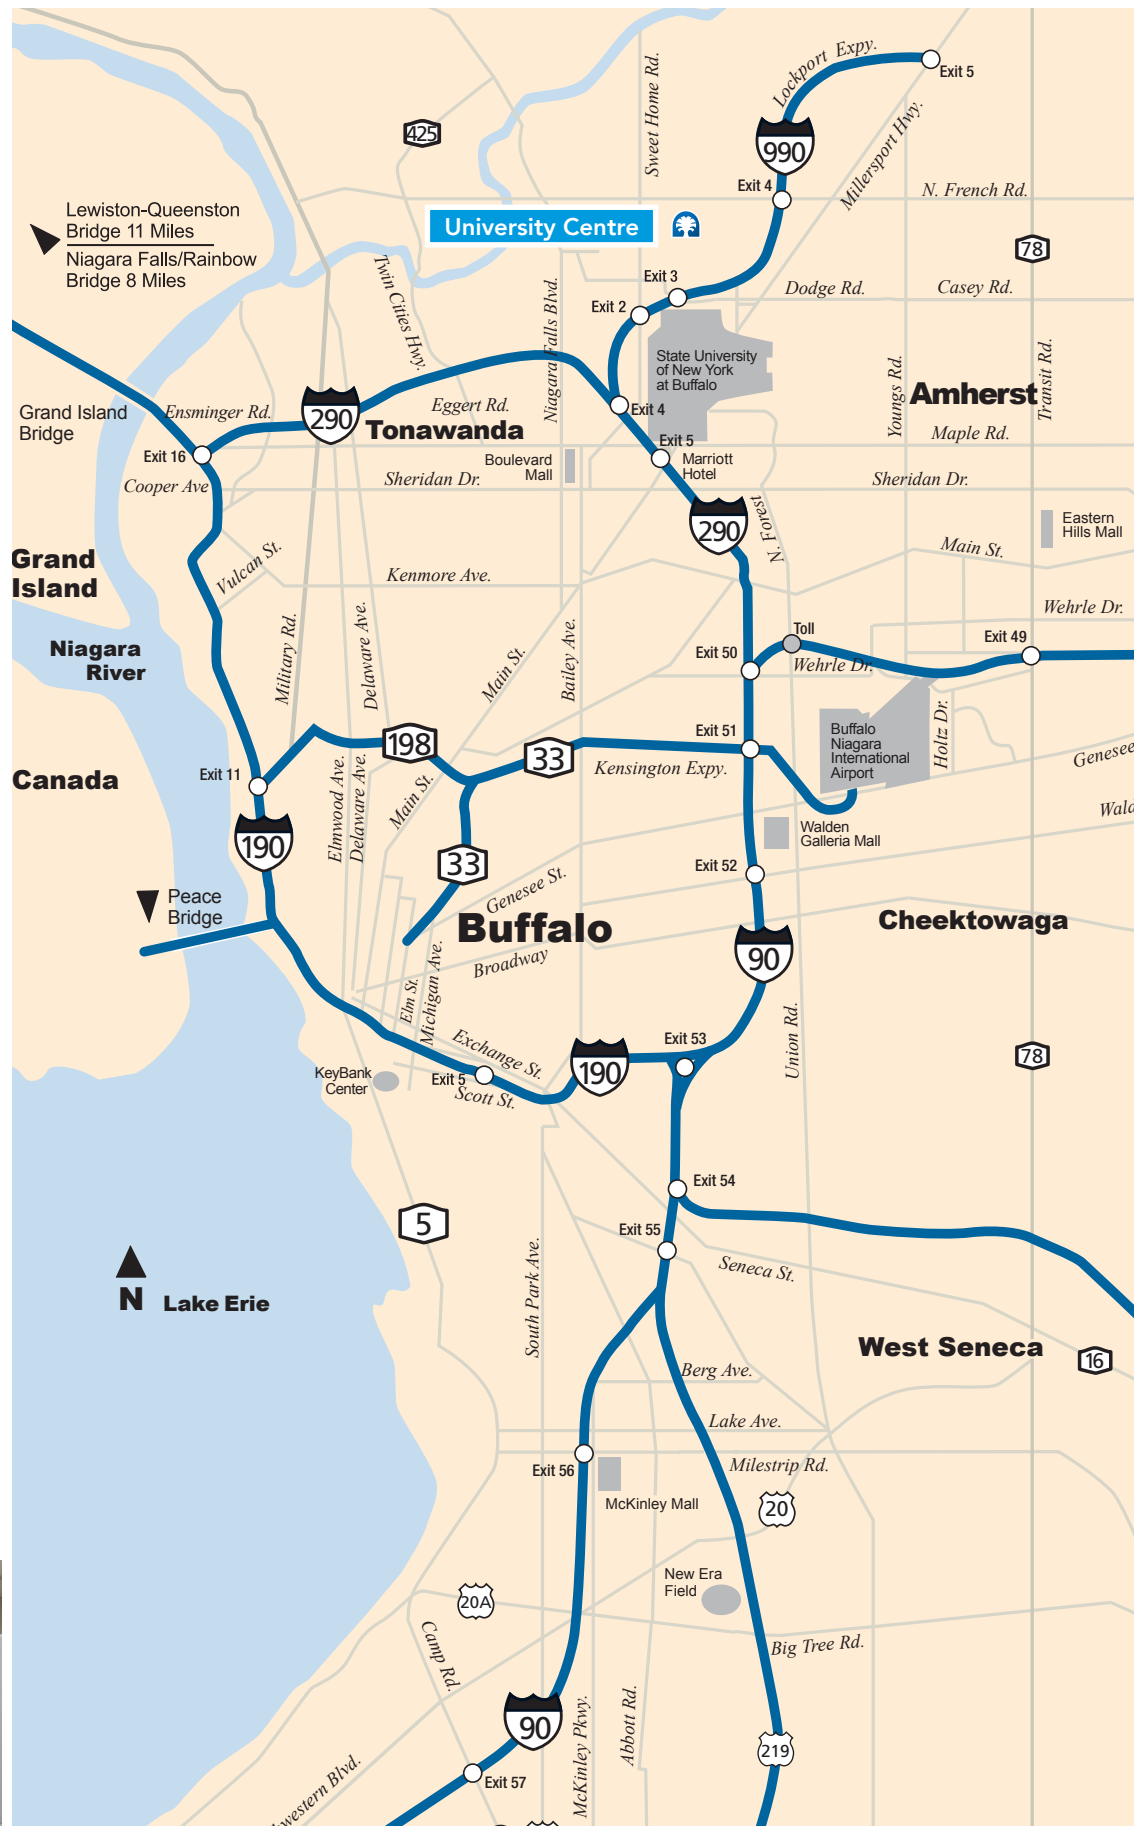 Lockport Expy.
Exit 5
Sweet Home Rd.
425
990
Millersport Hwy.
Exit 4
N. French Rd.
Lewiston-Queenston
Bridge 11 Miles
Niagara Falls/Rainbow
Bridge 8 Miles
University Centre
78
Twin Cities Hwy.
Exit 3
Dodge Rd.
Casey Rd.
Exit 2
Niagara Falls Blvd.
State University
of New York
at Buffalo
Youngs Rd.
Amherst
Transit Rd.
Grand Island
Bridge
Ensminger Rd.
290
Eggert Rd.
Exit 4
Tonawanda
Maple Rd.
Exit 16
Exit 5
Boulevard
Mall
Marriott
Hotel
Cooper Ave
Sheridan Dr.
Sheridan Dr.
290
N. Forest
Eastern
Hills Mall
Grand
Island
Vulcan St.
Kenmore Ave.
Main St.
Wehrle Dr.
Niagara
River
Military Rd.
Delaware Ave.
Main St.
Bailey Ave.
Toll
Exit 49
Exit 50
Wehrle Dr.
198
33
Exit 51
Buffalo
Niagara
International
Airport
Holtz Dr.
Genesee
Canada
Exit 11
Kensington Expy.
Elmwood Ave.
Delaware Ave.
Main St.
Wald
190
33
Walden
Galleria Mall
Exit 52
Peace
Bridge
Genesee St.
Buffalo
Cheektowaga
Broadway
90
Elm St.
Michigan Ave.
Union Rd.
Exchange St.
Exit 53
190
78
KeyBank
Center
Exit 5
Scott St.
Exit 54
5
Exit 55
N
Lake Erie
South Park Ave.
Seneca St.
West Seneca
16
Berg Ave.
Lake Ave.
Exit 56
Milestrip Rd.
McKinley Mall
20
New Era
Field
20A
Camp Rd.
Big Tree Rd.
90
McKinley Pkwy.
Abbott Rd.
219
Exit 57
western Blvd.